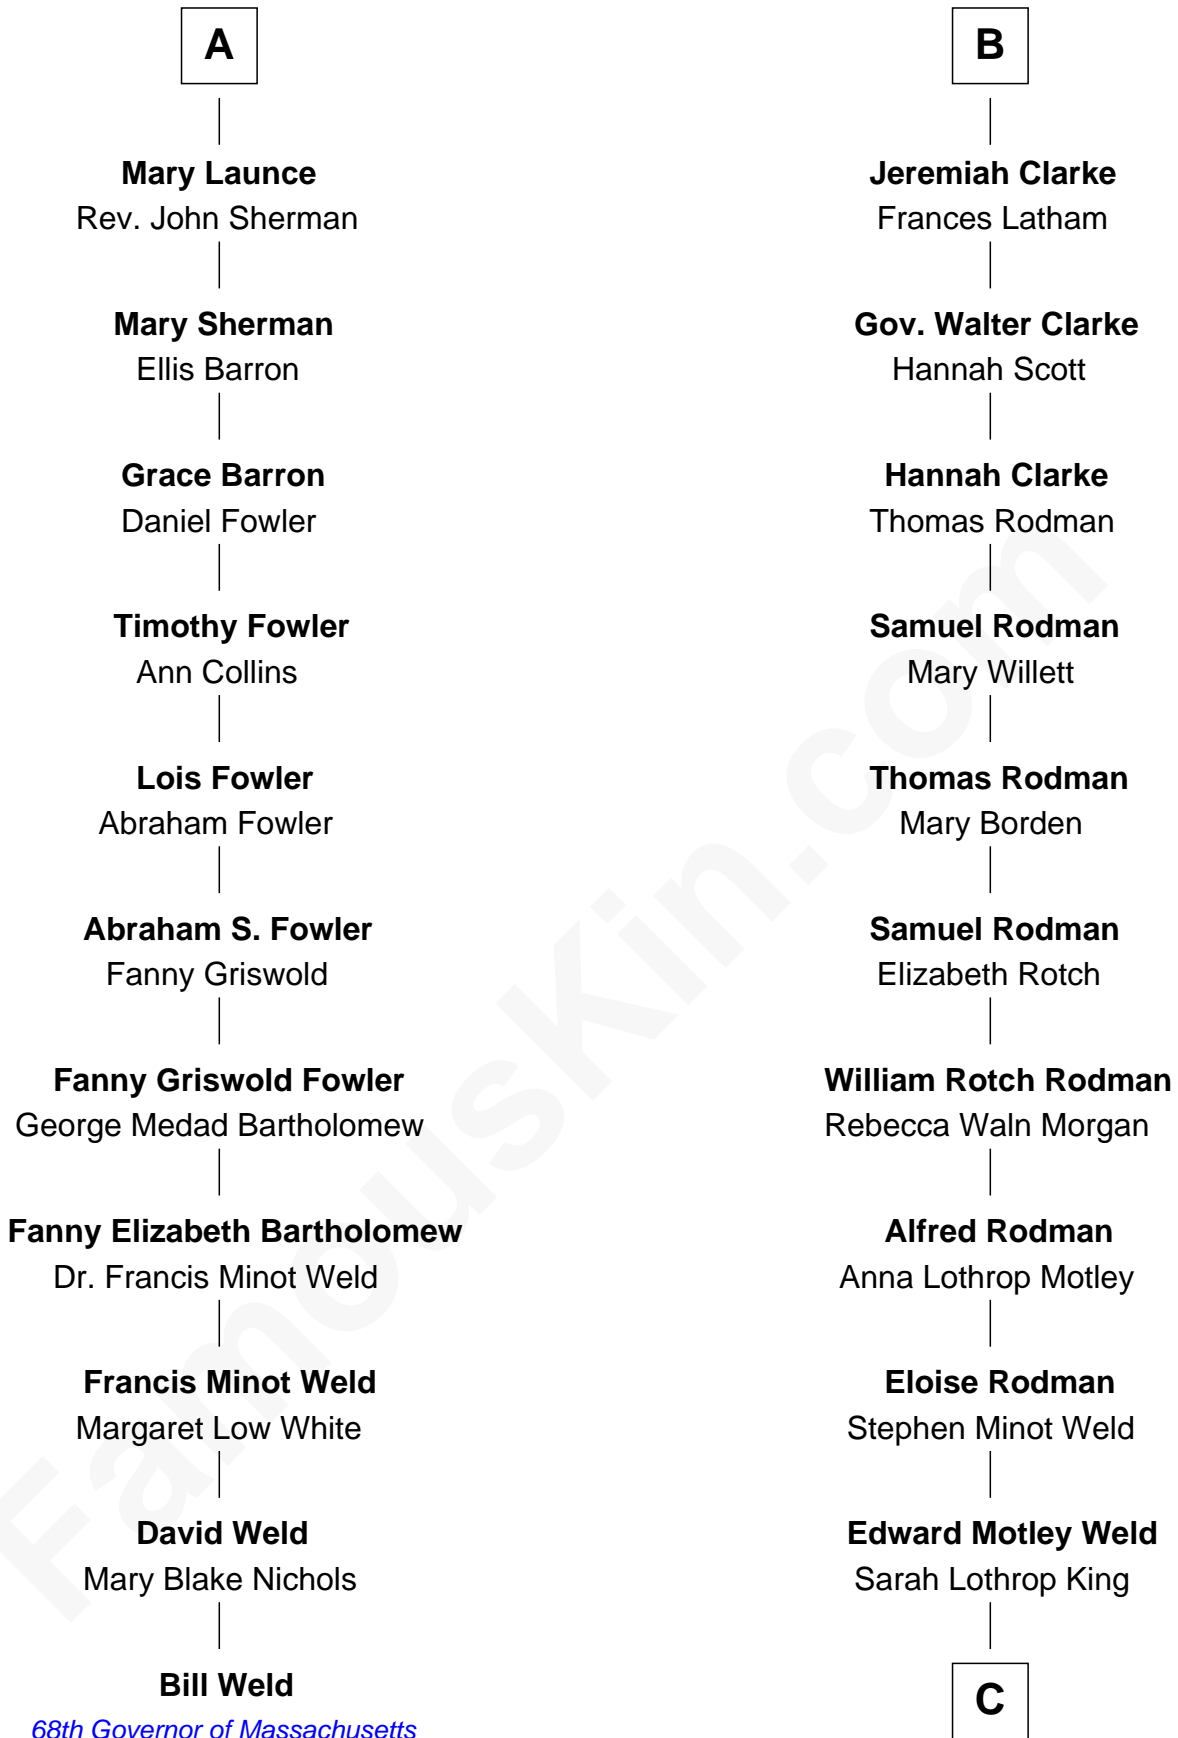 A
Mary Launce
Rev. John Sherman
Mary Sherman
Ellis Barron
Grace Barron
Daniel Fowler
Timothy Fowler
Ann Collins
Lois Fowler
Abraham Fowler
Abraham S. Fowler
Fanny Griswold
Fanny Griswold Fowler
George Medad Bartholomew
Fanny Elizabeth Bartholomew
Dr. Francis Minot Weld
Francis Minot Weld
Margaret Low White
David Weld
Mary Blake Nichols
Bill Weld
68th Governor of Massachusetts
B
Jeremiah Clarke
Frances Latham
Gov. Walter Clarke
Hannah Scott
Hannah Clarke
Thomas Rodman
Samuel Rodman
Mary Willett
Thomas Rodman
Mary Borden
Samuel Rodman
Elizabeth Rotch
William Rotch Rodman
Rebecca Waln Morgan
Alfred Rodman
Anna Lothrop Motley
Eloise Rodman
Stephen Minot Weld
Edward Motley Weld
Sarah Lothrop King
C
FamousKin.com